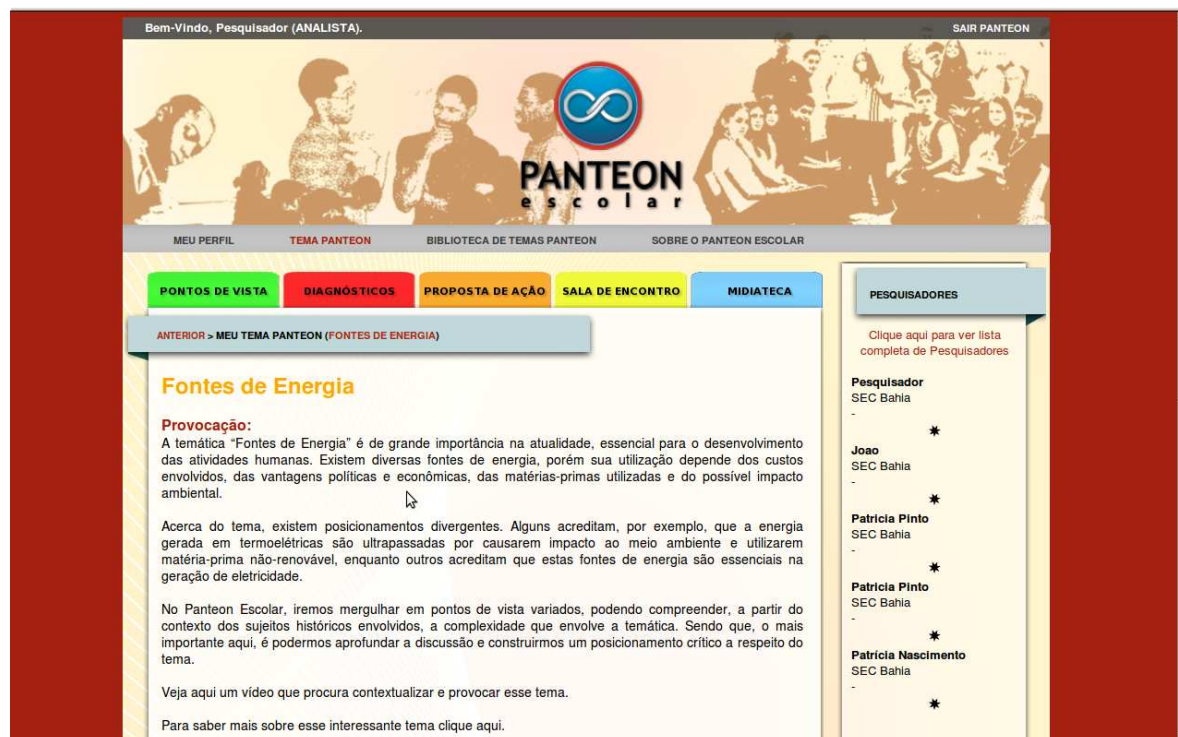 Bem-Vindo, Pesquisador (ANALISTA).
SAIR PANTEON
PANTEON
escolar
MEU PERFIL
TEMA PANTEON
BIBLIOTECA DE TEMAS PANTEON
SOBRE O PANTEON ESCOLAR
PONTOS DE VISTA
DIAGNÓSTICOS
PROPOSTA DE AÇÃO
SALA DE ENCONTRO
MIDIATECA
ANTERIOR > MEU TEMA PANTEON (FONTES DE ENERGIA)
Fontes de Energia
Provocação:
A temática “Fontes de Energia” é de grande importância na atualidade, essencial para o desenvolvimento
das atividades humanas. Existem diversas fontes de energia, porém sua utilização depende dos custos
envolvidos, das vantagens políticas e econômicas, das matérias-primas utilizadas e do possível impacto
ambiental.
Acerca do tema, existem posicionamentos divergentes. Alguns acreditam, por exemplo, que a energia
gerada em termoelétricas são ultrapassadas por causarem impacto ao meio ambiente e utilizarem
matéria-prima não-renovável, enquanto outros acreditam que estas fontes de energia são essenciais na
geração de eletricidade.
No Panteon Escolar, iremos mergulhar em pontos de vista variados, podendo compreender, a partir do
contexto dos sujeitos históricos envolvidos, a complexidade que envolve a temática. Sendo que, o mais
importante aqui, é podermos aprofundar a discussão e construirmos um posicionamento crítico a respeito do
tema.
Veja aqui um vídeo que procura contextualizar e provocar esse tema.
Para saber mais sobre esse interessante tema clique aqui.
PESQUISADORES
Clique aqui para ver lista
completa de Pesquisadores
Pesquisador
SEC Bahia
-
Joao
SEC Bahia
-
Patricia Pinto
SEC Bahia
-
Patricia Pinto
SEC Bahia
-
Patrícia Nascimento
SEC Bahia
-